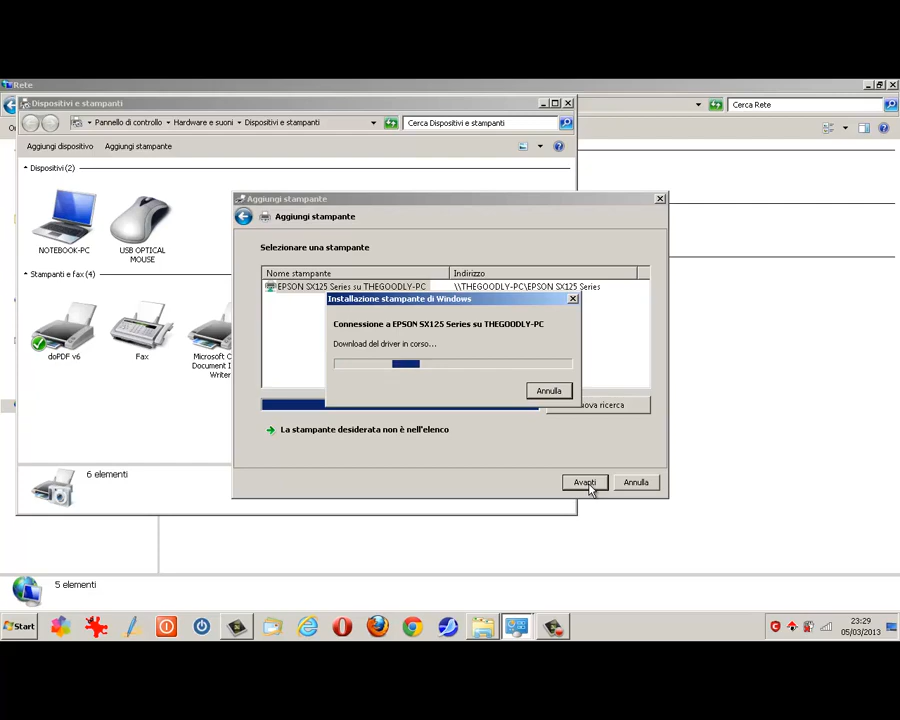 Rete
Dispositivi e stampanti
Pannello di controllo
Hardware e suoni
Dispositivi e stampanti
Cerca Dispositivi e stampanti
Cerca Rete
Aggiungi dispositivo
Aggiungi stampante
Dispositivi (2)
NOTEBOOK-PC
USB OPTICAL
MOUSE
Stampanti e fax (4)
doPDF v6
Fax
Microsoft
Document I
Writer
6 elementi
Aggiungi stampante
Aggiungi stampante
Selezionare una stampante
Nome stampante
Indirizzo
EPSON SX125 Series su THEGOODLY-PC
\\THEGOODLY-PC\EPSON SX125 Series
Installazione stampante di Windows
Connessione a EPSON SX125 Series su THEGOODLY-PC
Download del driver in corso...
Annulla
uova ricerca
La stampante desiderata non è nell'elenco
Avanti
Annulla
5 elementi
Start
23:29
05/03/2013